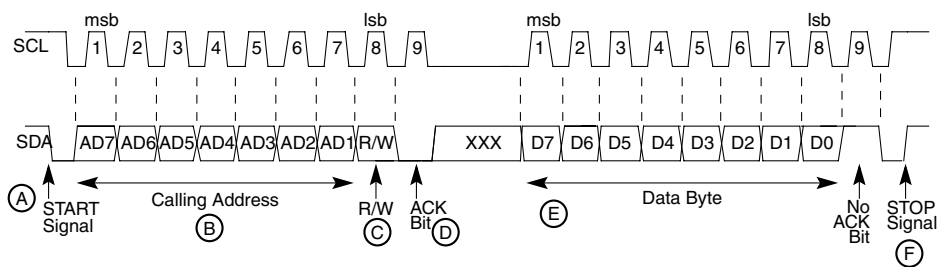 msb lsb msb lsb
SCL 1 2 3 4 5 6 7 8 9 1 2 3 4 5 6 7 8 9
SDA AD7 AD6 AD5 AD4 AD3 AD2 AD1 R/W XXX D7 D6 D5 D4 D3 D2 D1 D0
A START Signal
Calling Address
B
R/W
C
ACK
Bit D
E
Data Byte
No
ACK
Bit
STOP
Signal
F